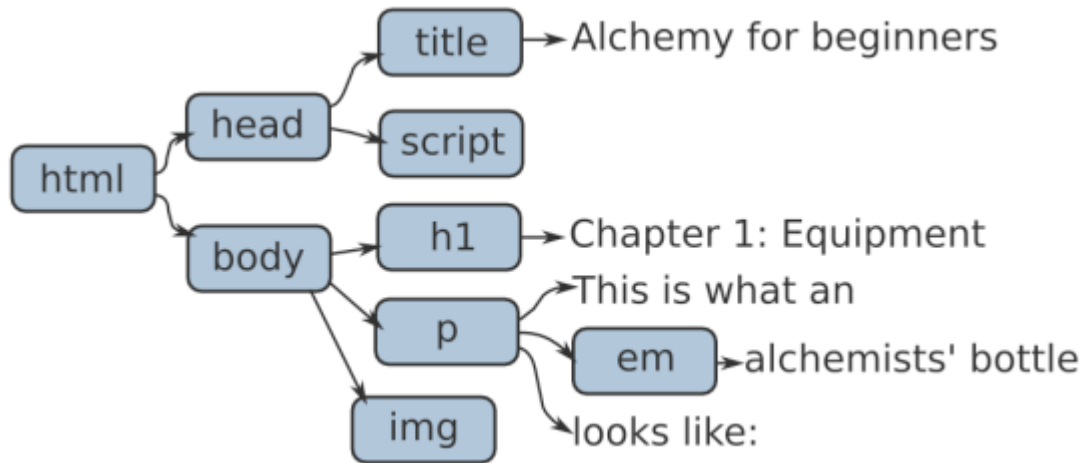 title
Alchemy for beginners
head
script
html
h1
Chapter 1: Equipment
body
This is what an
p
em
alchemists' bottle
img
looks like: